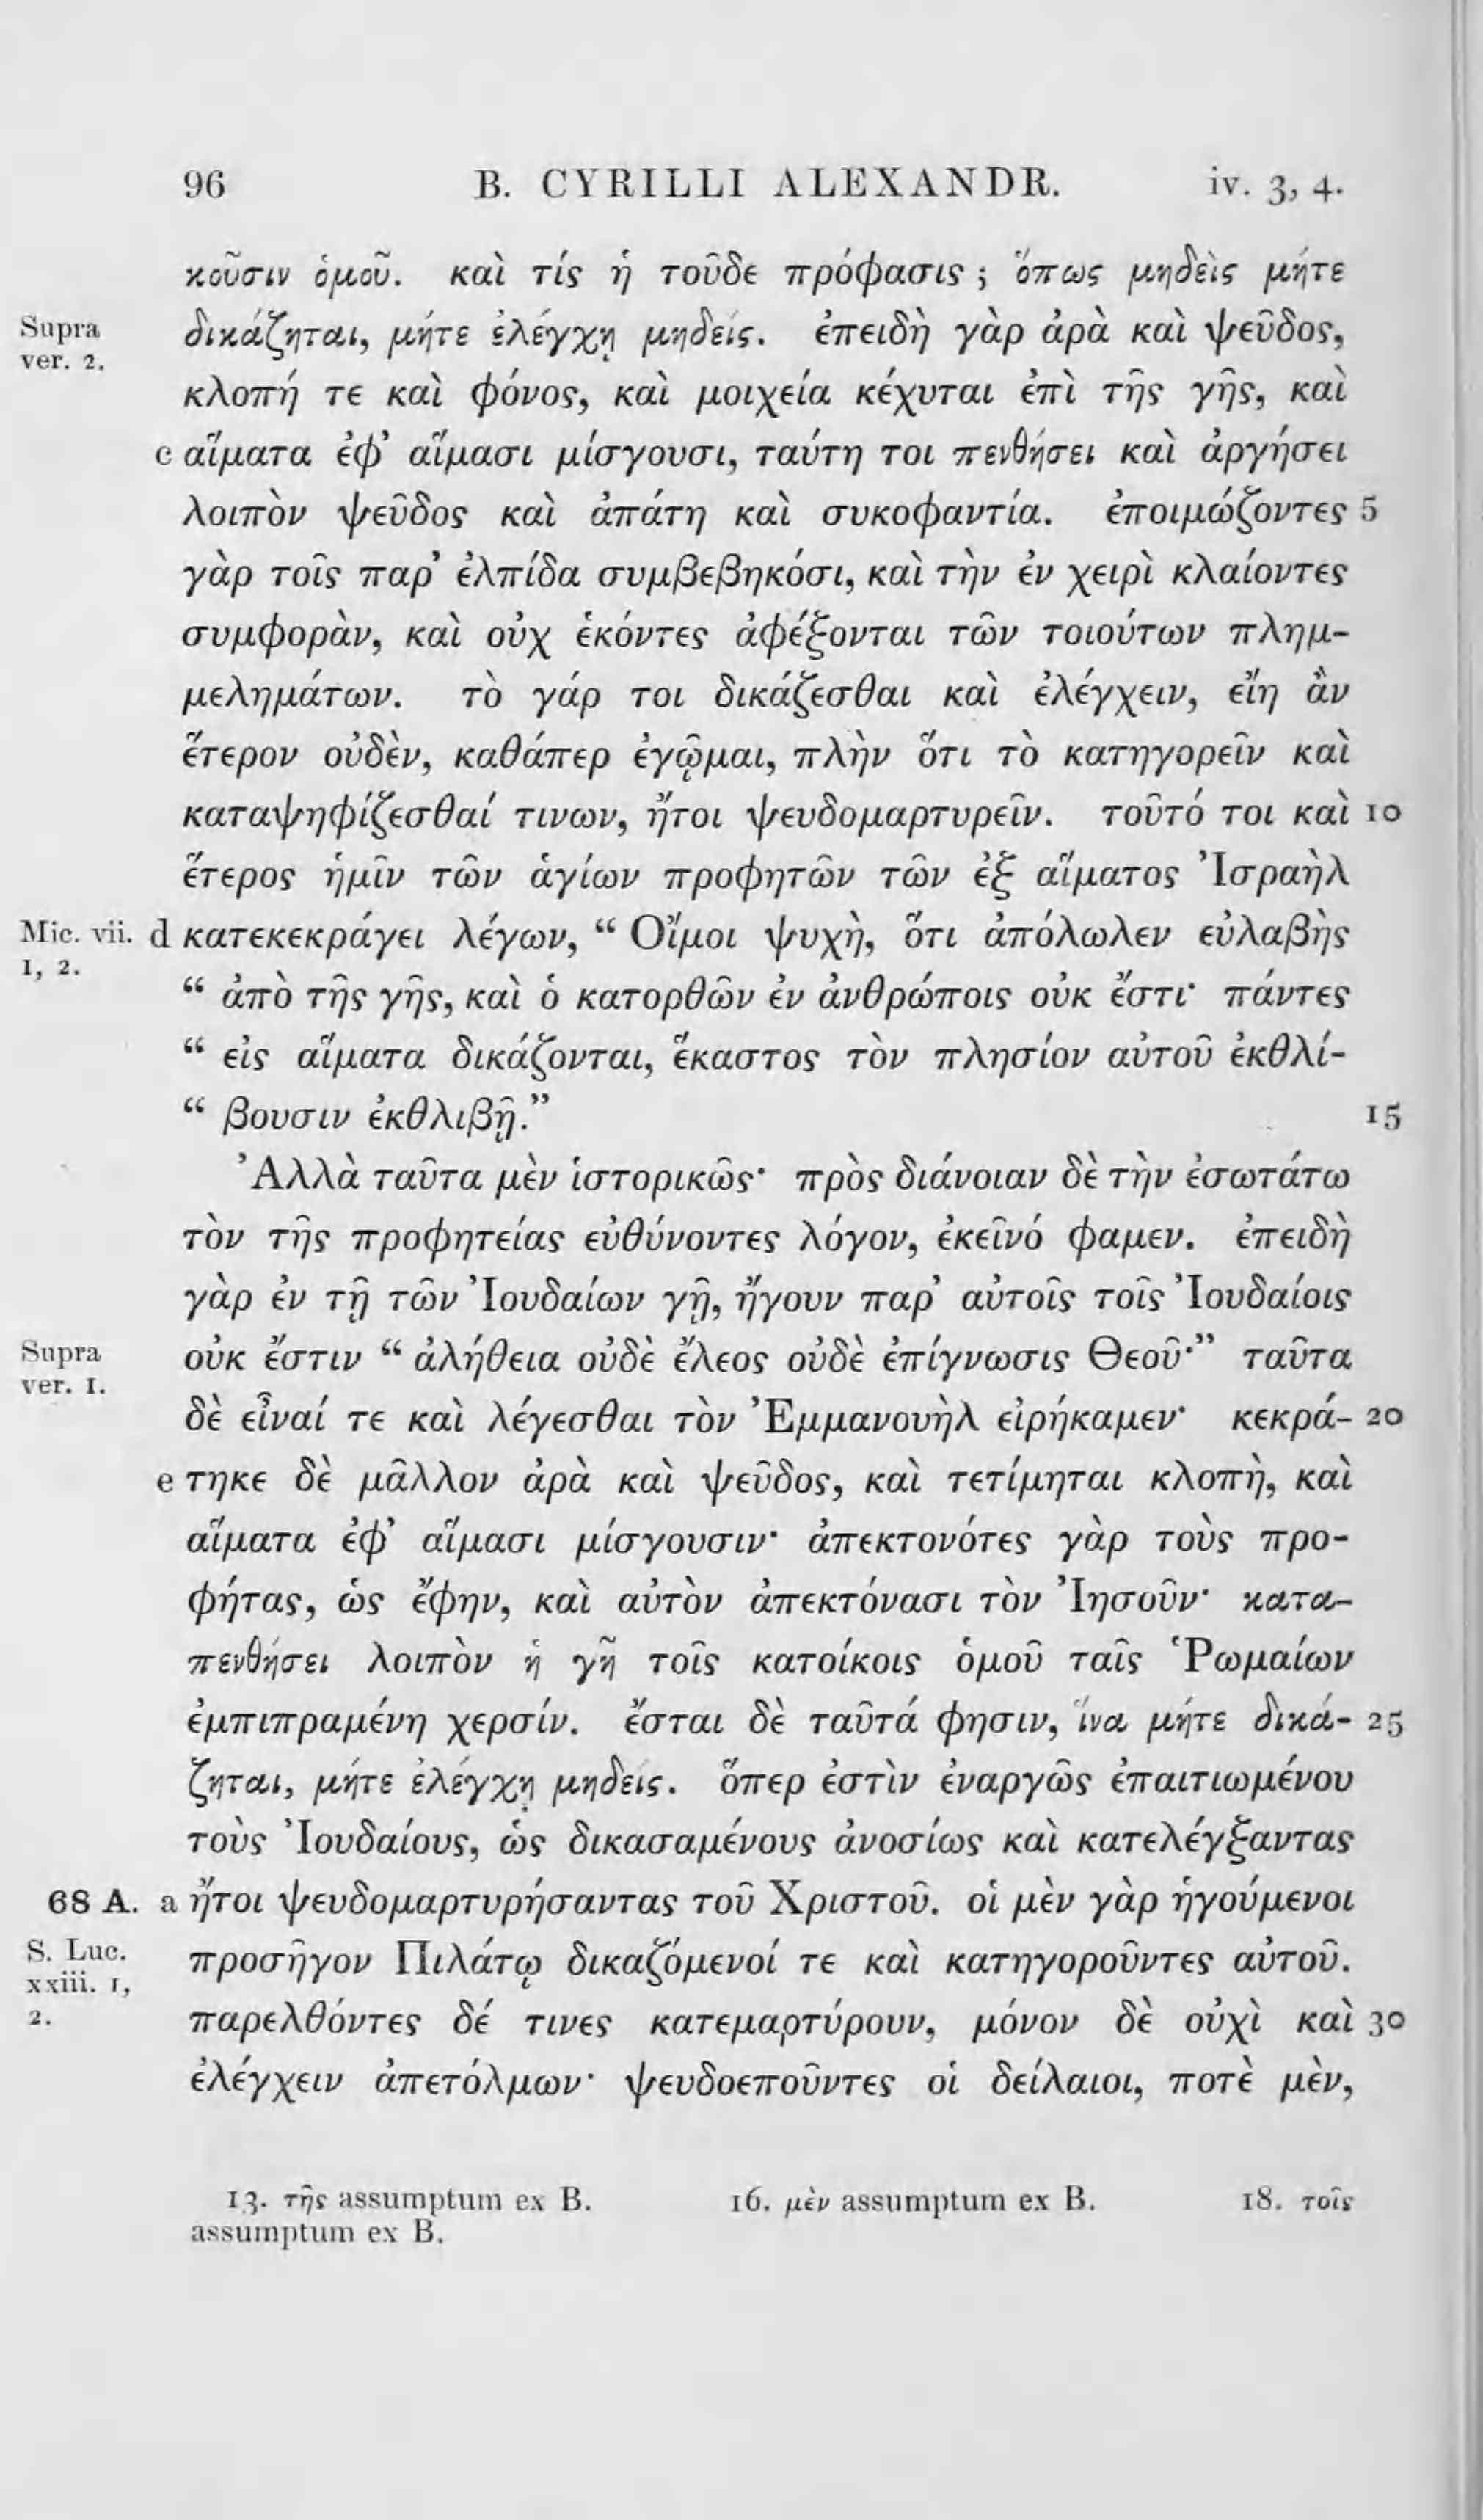 96 B. CYRILLI ALEXANDR. iv. 3, 4.
κοῦσιν ὁμοῦ. καὶ τίς ἡ τοῦδε πρόφασις ; ὅπως μηδεὶς μήτε
Supra δικάζηται, μήτε ἐλέγχῃ μηδείς. ἐπειδὴ γὰρ ἀρὰ καὶ ψεῦδος,
ver. 2.
κλοπή τε καὶ φόνος, καὶ μοιχεία κέχυται ἐπὶ τῆς γῆς, καὶ
c αἵματα ἐφ’ αἵμασι μίσγουσι, ταύτη τοι πενθήσει καὶ ἀργήσει
λοιπὸν ψεῦδος καὶ ἀπάτη καὶ συκοφαντία. ἐποιμώζοντες 5
γὰρ τοῖς παρ’ ἐλπίδα συμβεβηκόσι, καὶ τὴν ἐν χειρὶ κλαίοντες
συμφορὰν, καὶ οὐχ ἑκόντες ἀφέξονται τῶν τοιούτων πλημ-
μελημάτων. τὸ γάρ τοι δικάζεσθαι καὶ ἐλέγχειν, εἴη ἂν
ἕτερον οὐδὲν, καθάπερ ἐγᾦμαι, πλὴν ὅτι τὸ κατηγορεῖν καὶ
καταψηφίζεσθαί τινων, ἤτοι ψευδομαρτυρεῖν. τοῦτό τοι καὶ 10
ἕτερος ἡμῖν τῶν ἁγίων προφητῶν τῶν ἐξ αἵματος Ἰσραὴλ
Mic. vii. d κατεκεκράγει λέγων, “ Οἴμοι ψυχὴ, ὅτι ἀπόλωλεν εὐλαβὴς
1, 2.
“ ἀπὸ τῆς γῆς, καὶ ὁ κατορθῶν ἐν ἀνθρώποις οὐκ ἔστι· πάντες
“ εἰς αἵματα δικάζονται, ἕκαστος τὸν πλησίον αὐτοῦ ἐκθλί-
“ βουσιν ἐκθλιβῇ.” 15
Ἀλλὰ ταῦτα μὲν ἱστορικῶς· πρὸς διάνοιαν δὲ τὴν ἐσωτάτω
τὸν τῆς προφητείας εὐθύνοντες λόγον, ἐκεῖνό φαμεν. ἐπειδὴ
γὰρ ἐν τῇ τῶν Ἰουδαίων γῇ, ἤγουν παρ’ αὐτοῖς τοῖς Ἰουδαίοις
Supra οὐκ ἔστιν “ ἀλήθεια οὐδὲ ἔλεος οὐδὲ ἐπίγνωσις Θεοῦ·” ταῦτα
ver. 1.
δὲ εἶναί τε καὶ λέγεσθαι τὸν Ἐμμανουὴλ εἰρήκαμεν· κεκρά- 20
e τηκε δὲ μᾶλλον ἀρὰ καὶ ψεῦδος, καὶ τετίμηται κλοπὴ, καὶ
αἵματα ἐφ’ αἵμασι μίσγουσιν· ἀπεκτονότες γὰρ τοὺς προ-
φήτας, ὡς ἔφην, καὶ αὐτὸν ἀπεκτόνασι τὸν Ἰησοῦν· κατα-
πενθήσει λοιπὸν ἡ γῆ τοῖς κατοίκοις ὁμοῦ ταῖς Ῥωμαίων
ἐμπιπραμένη χερσίν. ἔσται δὲ ταῦτά φησιν, ἵνα μήτε δικά- 25
ζηται, μήτε ἐλέγχῃ μηδείς. ὅπερ ἐστὶν ἐναργῶς ἐπαιτιωμένου
τοὺς Ἰουδαίους, ὡς δικασαμένους ἀνοσίως καὶ κατελέγξαντας
68 A. a ἤτοι ψευδομαρτυρήσαντας τοῦ Χριστοῦ. οἱ μὲν γὰρ ἡγούμενοι
S. Luc. προσῆγον Πιλάτῳ δικαζόμενοί τε καὶ κατηγοροῦντες αὐτοῦ.
xxiii. 1,
2. παρελθόντες δέ τινες κατεμαρτύρουν, μόνον δὲ οὐχὶ καὶ 30
ἐλέγχειν ἀπετόλμων· ψευδοεποῦντες οἱ δείλαιοι, ποτὲ μὲν,
13. τῆς assumptum ex B. 16. μὲν assumptum ex B. 18. τοῖς
assumptum ex B.